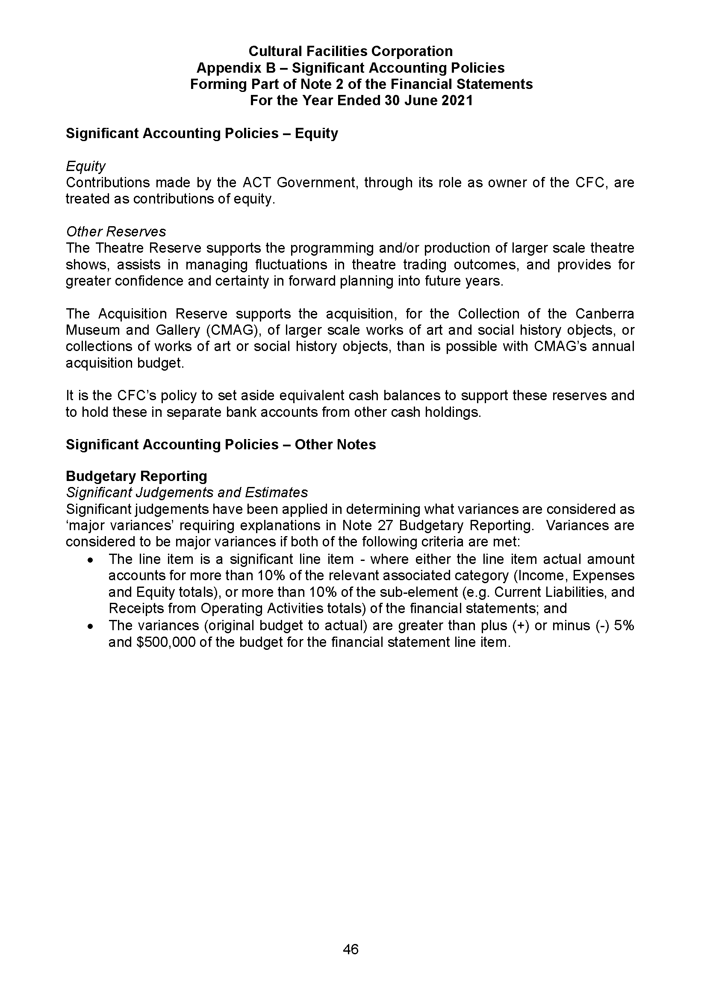 Cultural Facilities Corporation
Appendix B – Significant Accounting Policies
Forming Part of Note 2 of the Financial Statements
For the Year Ended 30 June 2021
Significant Accounting Policies – Equity
Equity
Contributions made by the ACT Government, through its role as owner of the CFC, are
treated as contributions of equity.
Other Reserves
The Theatre Reserve supports the programming and/or production of larger scale theatre
shows, assists in managing fluctuations in theatre trading outcomes, and provides for
greater confidence and certainty in forward planning into future years.
The Acquisition Reserve supports the acquisition, for the Collection of the Canberra
Museum and Gallery (CMAG), of larger scale works of art and social history objects, or
collections of works of art or social history objects, than is possible with CMAG’s annual
acquisition budget.
It is the CFC’s policy to set aside equivalent cash balances to support these reserves and
to hold these in separate bank accounts from other cash holdings.
Significant Accounting Policies – Other Notes
Budgetary Reporting
Significant Judgements and Estimates
Significant judgements have been applied in determining what variances are considered as
‘major variances’ requiring explanations in Note 27 Budgetary Reporting.  Variances are
considered to be major variances if both of the following criteria are met:
• The line item is a significant line item - where either the line item actual amount
accounts for more than 10% of the relevant associated category (Income, Expenses
and Equity totals), or more than 10% of the sub-element (e.g. Current Liabilities, and
Receipts from Operating Activities totals) of the financial statements; and
• The variances (original budget to actual) are greater than plus (+) or minus (-) 5%
and $500,000 of the budget for the financial statement line item.
46